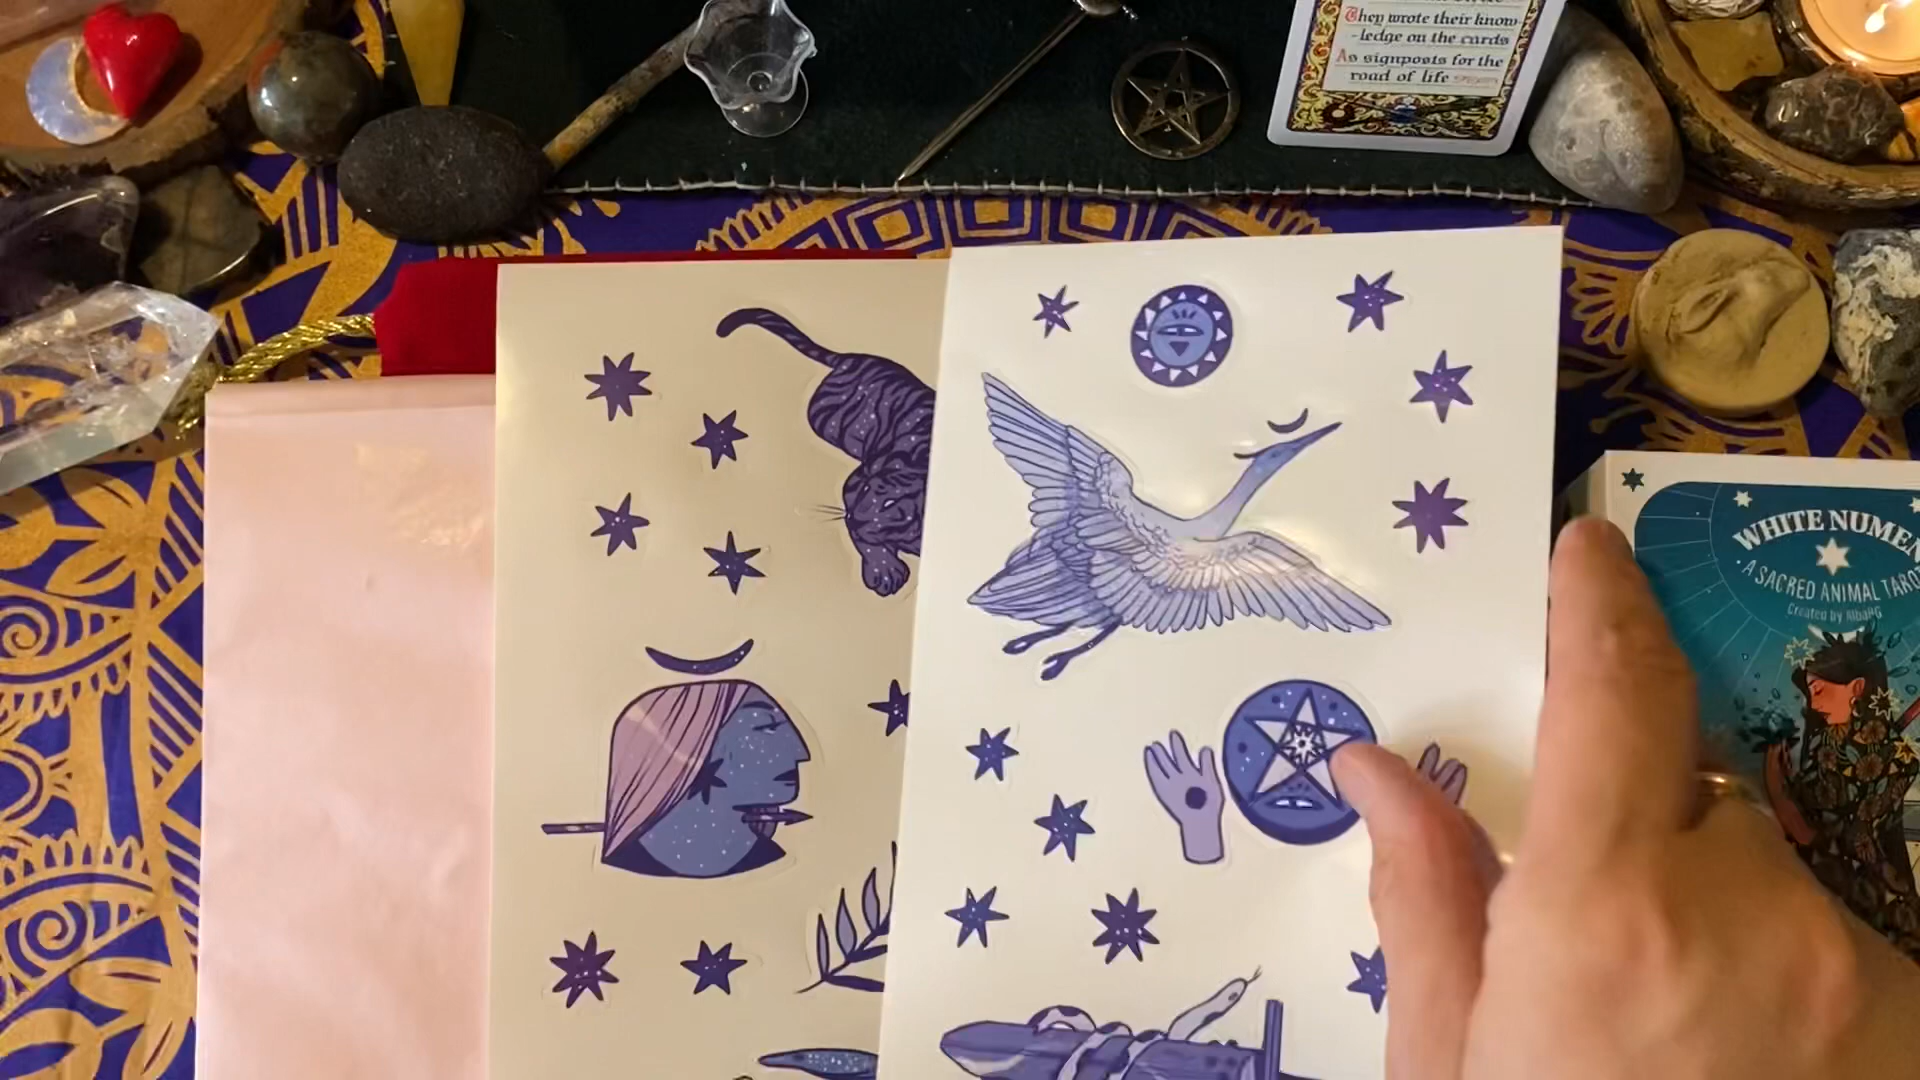 They wrote their know-
-ledge on the cards
As signposts for the
road of life
WHITE NUMEN
A SACRED ANIMAL TAROT
Created by AlbaBG